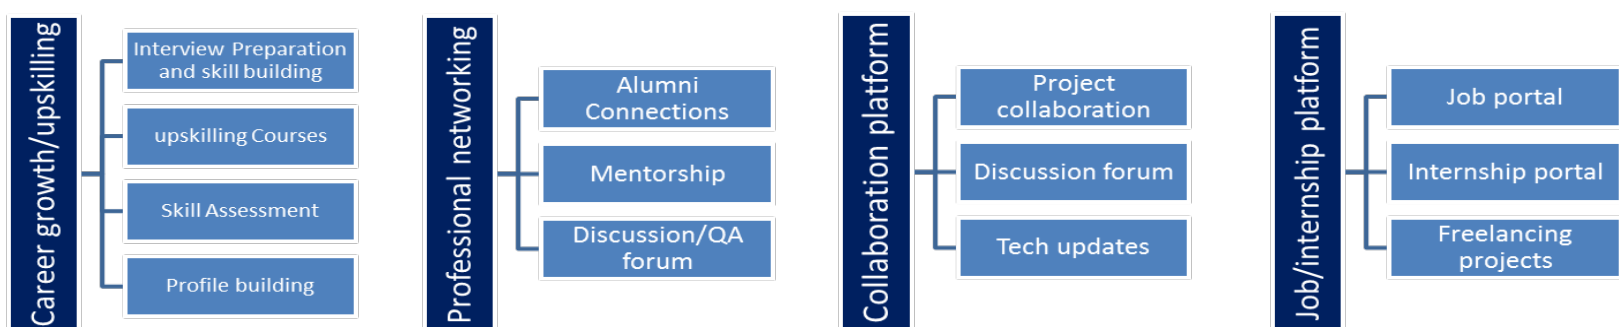 Career growth/upskilling
Interview Preparation
and skill building
upskilling Courses
Skill Assessment
Profile building
Professional networking
Alumni
Connections
Mentorship
Discussion/QA
forum
Collaboration platform
Project
collaboration
Discussion forum
Tech updates
Job/internship platform
Job portal
Internship portal
Freelancing
projects